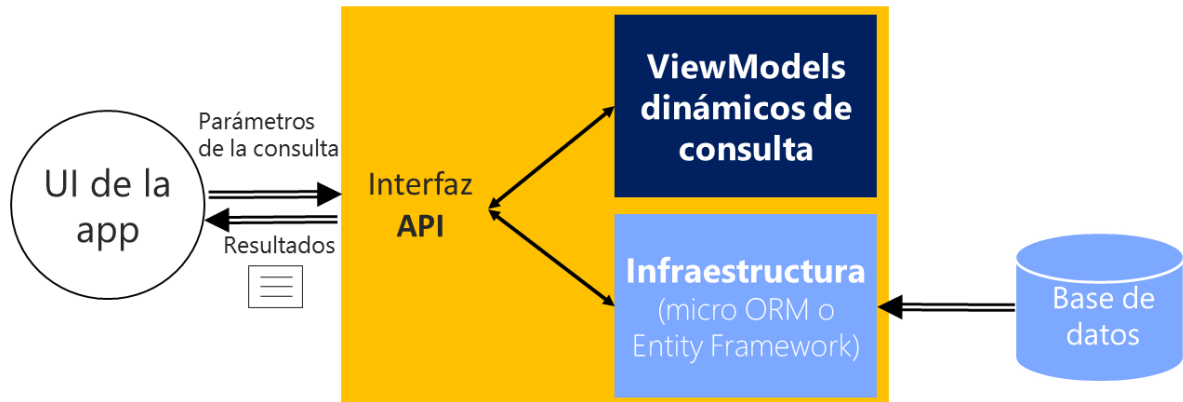 UI de la
app
Parámetros
de la consulta
Resultados
Interfaz
API
ViewModels
dinámicos de
consulta
Infraestructura
(micro ORM o
Entity Framework)
Base de
datos